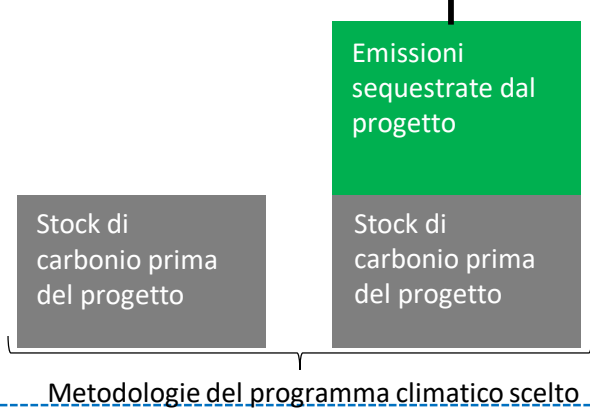 Emissioni
sequestrate dal
progetto
Stock di
carbonio prima
del progetto
Stock di
carbonio prima
del progetto
Metodologie del programma climatico scelto